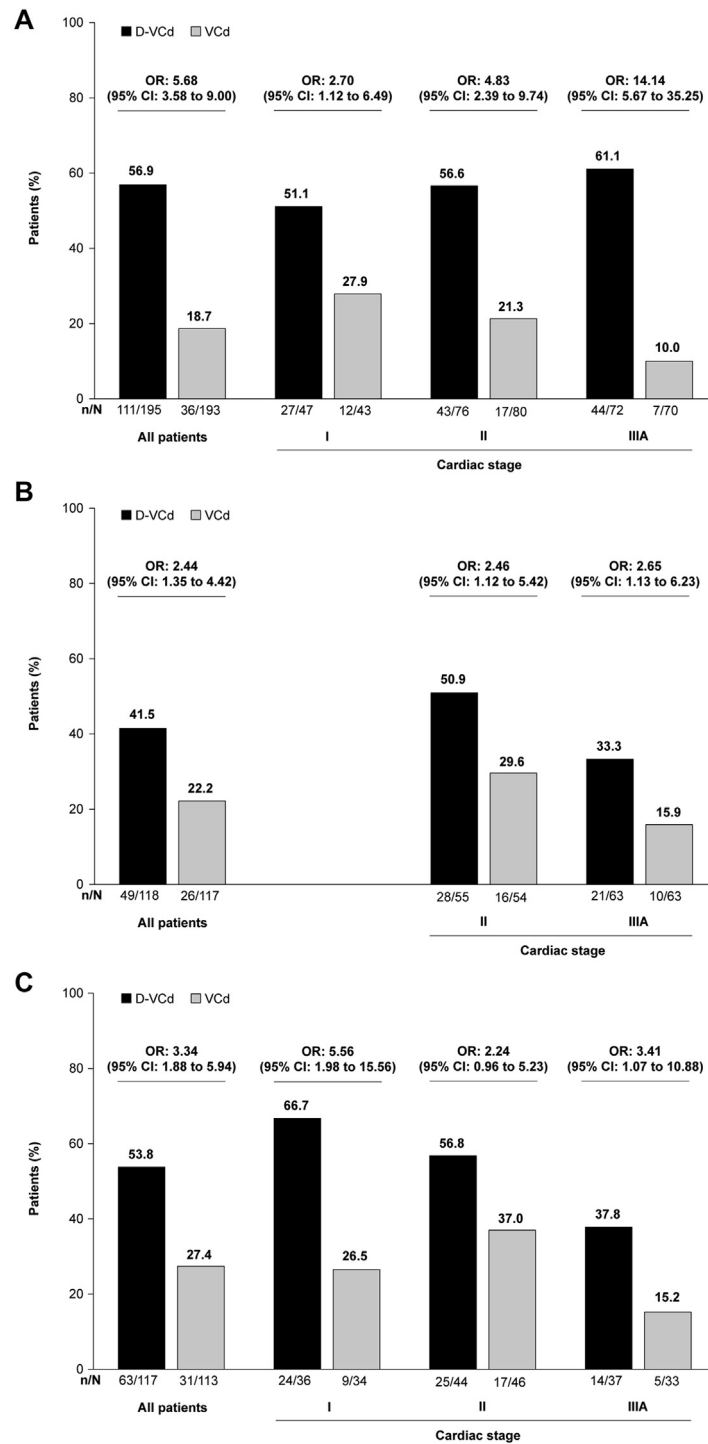 A
100
80
60
40
20
0
Patients (%)
D-VCd VCd
OR: 5.68 OR: 2.70 OR: 4.83 OR: 14.14
(95% CI: 3.58 to 9.00) (95% CI: 1.12 to 6.49) (95% CI: 2.39 to 9.74) (95% CI: 5.67 to 35.25)
56.9 18.7 51.1 27.9 56.6 21.3 61.1 10.0
n/N 111/195 36/193 27/47 12/43 43/76 17/80 44/72 7/70
All patients I II IIIA
Cardiac stage
B
100
80
60
40
20
0
Patients (%)
D-VCd VCd
OR: 2.44 OR: 2.46 OR: 2.65
(95% CI: 1.35 to 4.42) (95% CI: 1.12 to 5.42) (95% CI: 1.13 to 6.23)
41.5 22.2 50.9 29.6 33.3 15.9
n/N 49/118 26/117 28/55 16/54 21/63 10/63
All patients II IIIA
Cardiac stage
C
100
80
60
40
20
0
Patients (%)
D-VCd VCd
OR: 3.34 OR: 5.56 OR: 2.24 OR: 3.41
(95% CI: 1.88 to 5.94) (95% CI: 1.98 to 15.56) (95% CI: 0.96 to 5.23) (95% CI: 1.07 to 10.88)
53.8 27.4 66.7 26.5 56.8 37.0 37.8 15.2
n/N 63/117 31/113 24/36 9/34 25/44 17/46 14/37 5/33
All patients I II IIIA
Cardiac stage